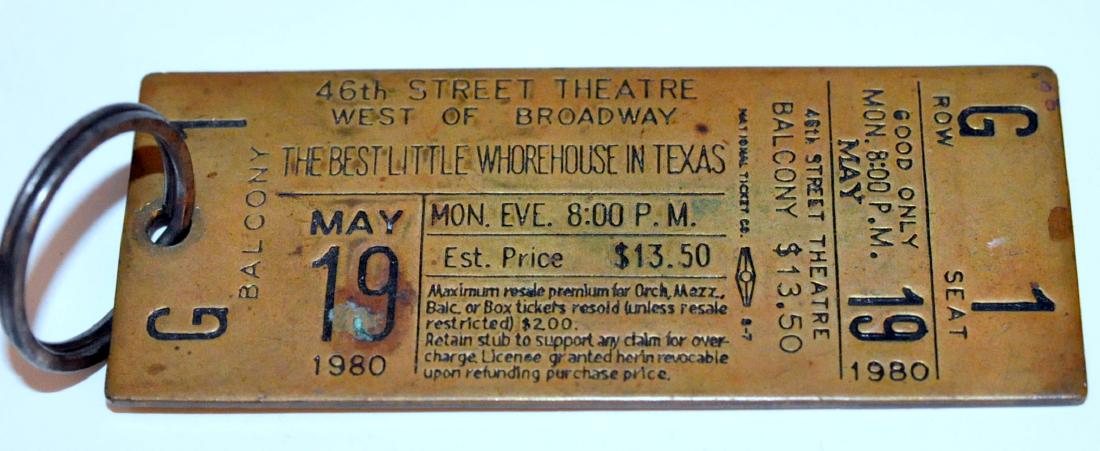 46th STREET THEATRE
WEST OF BROADWAY
THE BEST LITTLE WHOREHOUSE IN TEXAS
1
BALCONY
G
MAY
19
1980
MON. EVE. 8:00 P. M.
Est. Price $13.50
Maximum resale premium for Orch, Mezz.,
Balc. or Box tickets resold (unless resale
restricted) $2.00.
Retain stub to support any claim for over-
charge. License granted herin revocable
upon refunding purchase price.
NATIONAL TICKET CO. B-7
BALCONY $13.50
46th STREET THEATRE
GOOD ONLY
MON. 8:00 P.M.
MAY
19
1980
ROW SEAT
G 1